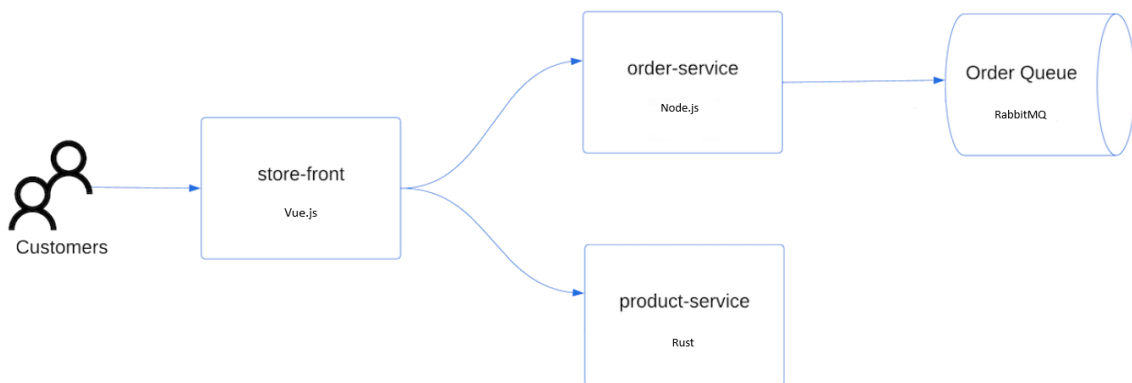 Customers
store-front
Vue.js
order-service
Node.js
Order Queue
RabbitMQ
product-service
Rust